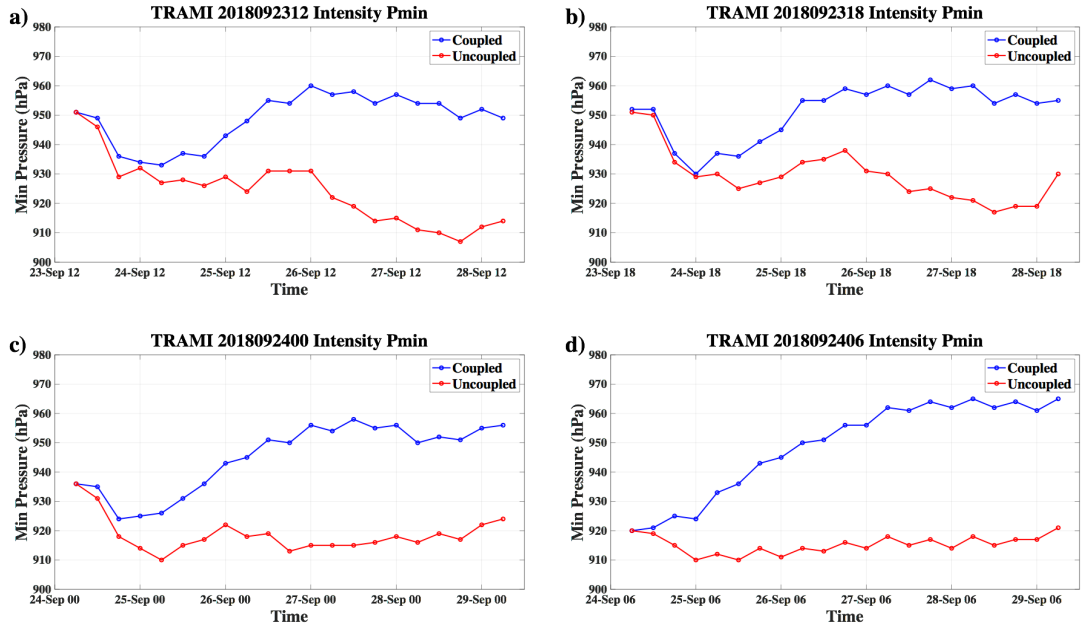 a)
TRAMI 2018092312 Intensity Pmin
Min Pressure (hPa)
980
970
960
950
940
930
920
910
900
Coupled
Uncoupled
23-Sep 12 24-Sep 12 25-Sep 12 26-Sep 12 27-Sep 12 28-Sep 12
Time
b)
TRAMI 2018092318 Intensity Pmin
Min Pressure (hPa)
980
970
960
950
940
930
920
910
900
Coupled
Uncoupled
23-Sep 18 24-Sep 18 25-Sep 18 26-Sep 18 27-Sep 18 28-Sep 18
Time
c)
TRAMI 2018092400 Intensity Pmin
Min Pressure (hPa)
980
970
960
950
940
930
920
910
900
Coupled
Uncoupled
24-Sep 00 25-Sep 00 26-Sep 00 27-Sep 00 28-Sep 00 29-Sep 00
Time
d)
TRAMI 2018092406 Intensity Pmin
Min Pressure (hPa)
980
970
960
950
940
930
920
910
900
Coupled
Uncoupled
24-Sep 06 25-Sep 06 26-Sep 06 27-Sep 06 28-Sep 06 29-Sep 06
Time